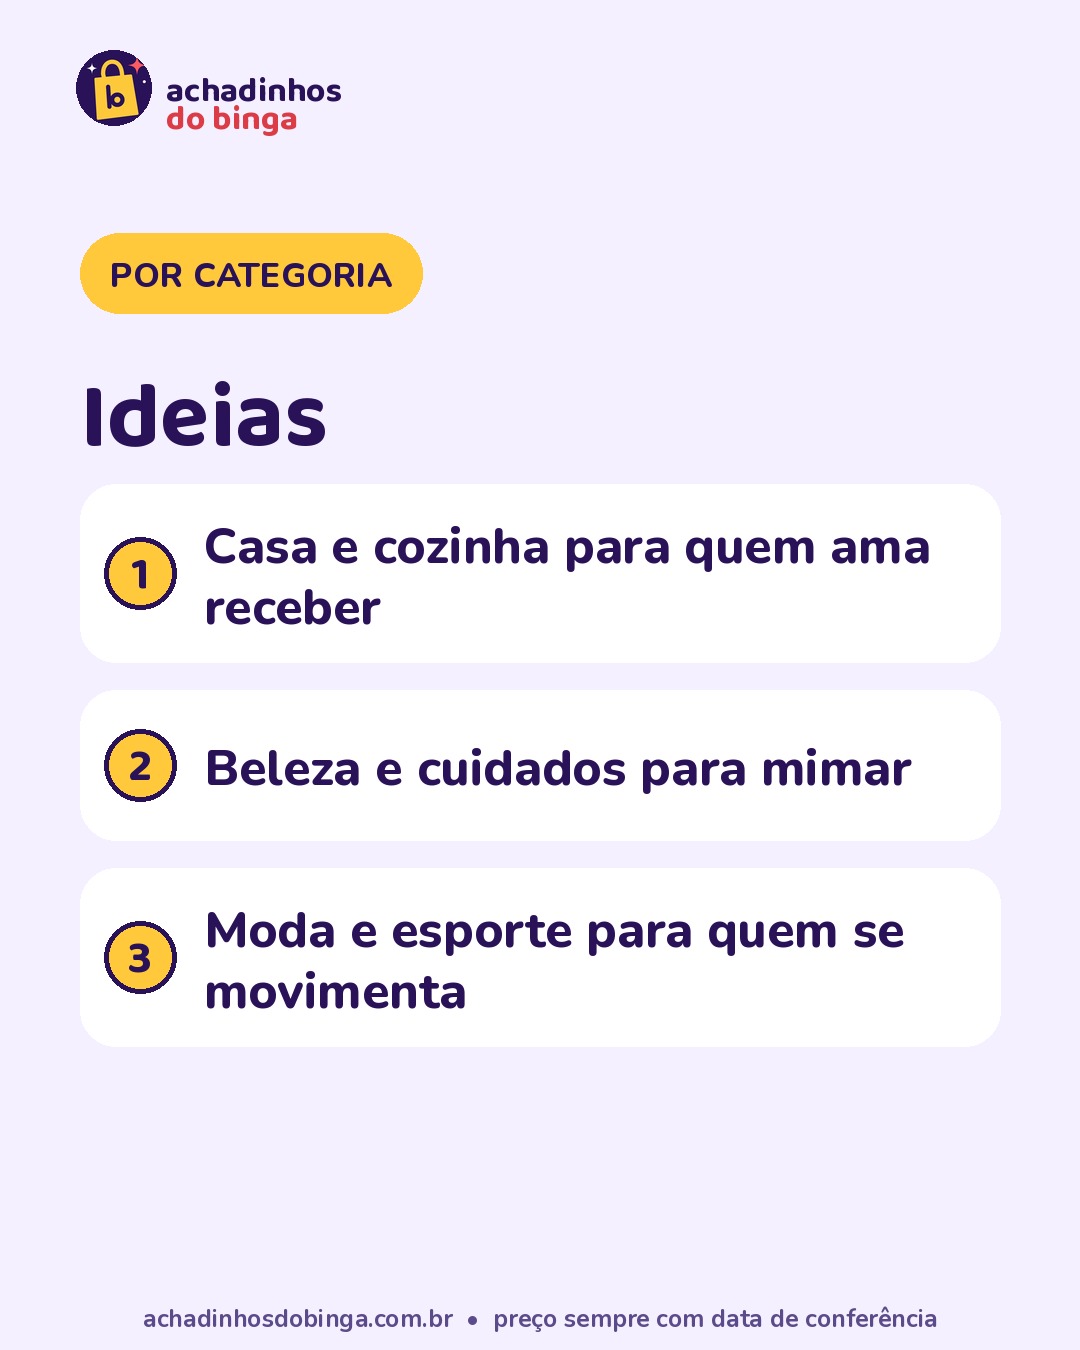 b
achadinhos
do binga
POR CATEGORIA
Ideias
1
Casa e cozinha para quem ama
receber
2
Beleza e cuidados para mimar
3
Moda e esporte para quem se
movimenta
achadinhosdobinga.com.br • preço sempre com data de conferência